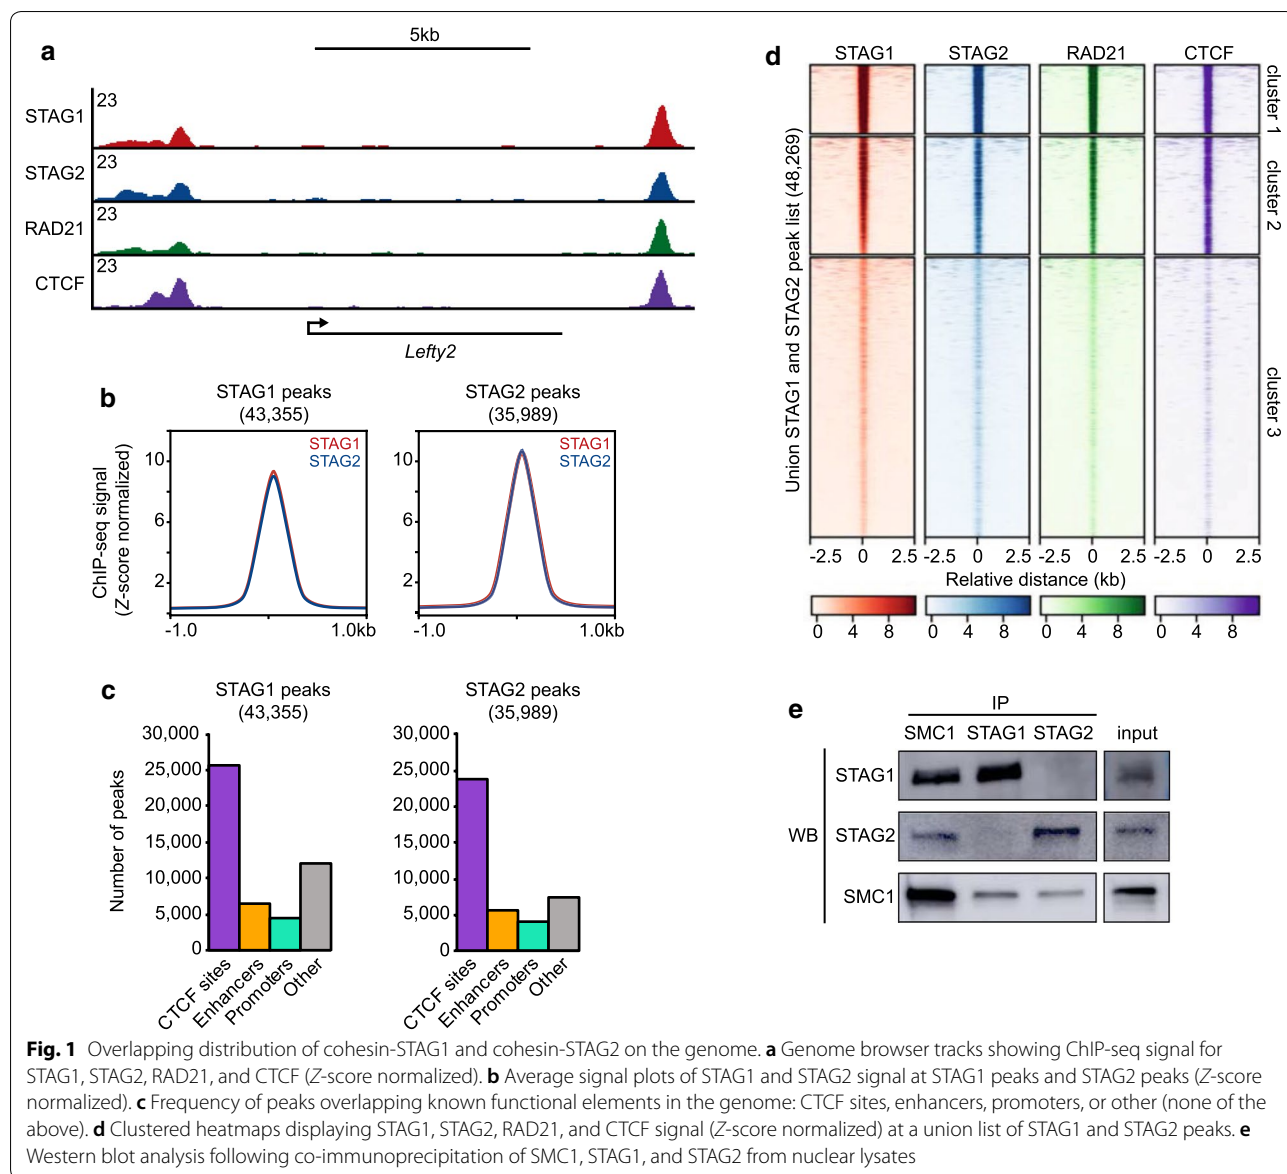 a
5kb
STAG1
23
STAG2
23
RAD21
23
CTCF
23
Lefty2
b
STAG1 peaks
(43,355)
STAG2 peaks
(35,989)
ChIP-seq signal
(Z-score normalized)
10
6
2
STAG1
STAG2
-1.0
1.0kb
10
6
2
STAG1
STAG2
-1.0
1.0kb
c
STAG1 peaks
(43,355)
STAG2 peaks
(35,989)
Number of peaks
30,000
25,000
20,000
15,000
10,000
5,000
0
CTCF sites
Enhancers
Promoters
Other
30,000
25,000
20,000
15,000
10,000
5,000
0
CTCF sites
Enhancers
Promoters
Other
d
STAG1 STAG2 RAD21 CTCF
Union STAG1 and STAG2 peak list (48,269)
cluster 1
cluster 2
cluster 3
-2.5 0 2.5 -2.5 0 2.5 -2.5 0 2.5 -2.5 0 2.5
Relative distance (kb)
0 4 8 0 4 8 0 4 8 0 4 8
e
IP
SMC1 STAG1 STAG2 input
WB
STAG1
STAG2
SMC1
Fig. 1 Overlapping distribution of cohesin-STAG1 and cohesin-STAG2 on the genome. a Genome browser tracks showing ChIP-seq signal for
STAG1, STAG2, RAD21, and CTCF (Z-score normalized). b Average signal plots of STAG1 and STAG2 signal at STAG1 peaks and STAG2 peaks (Z-score
normalized). c Frequency of peaks overlapping known functional elements in the genome: CTCF sites, enhancers, promoters, or other (none of the
above). d Clustered heatmaps displaying STAG1, STAG2, RAD21, and CTCF signal (Z-score normalized) at a union list of STAG1 and STAG2 peaks. e
Western blot analysis following co-immunoprecipitation of SMC1, STAG1, and STAG2 from nuclear lysates